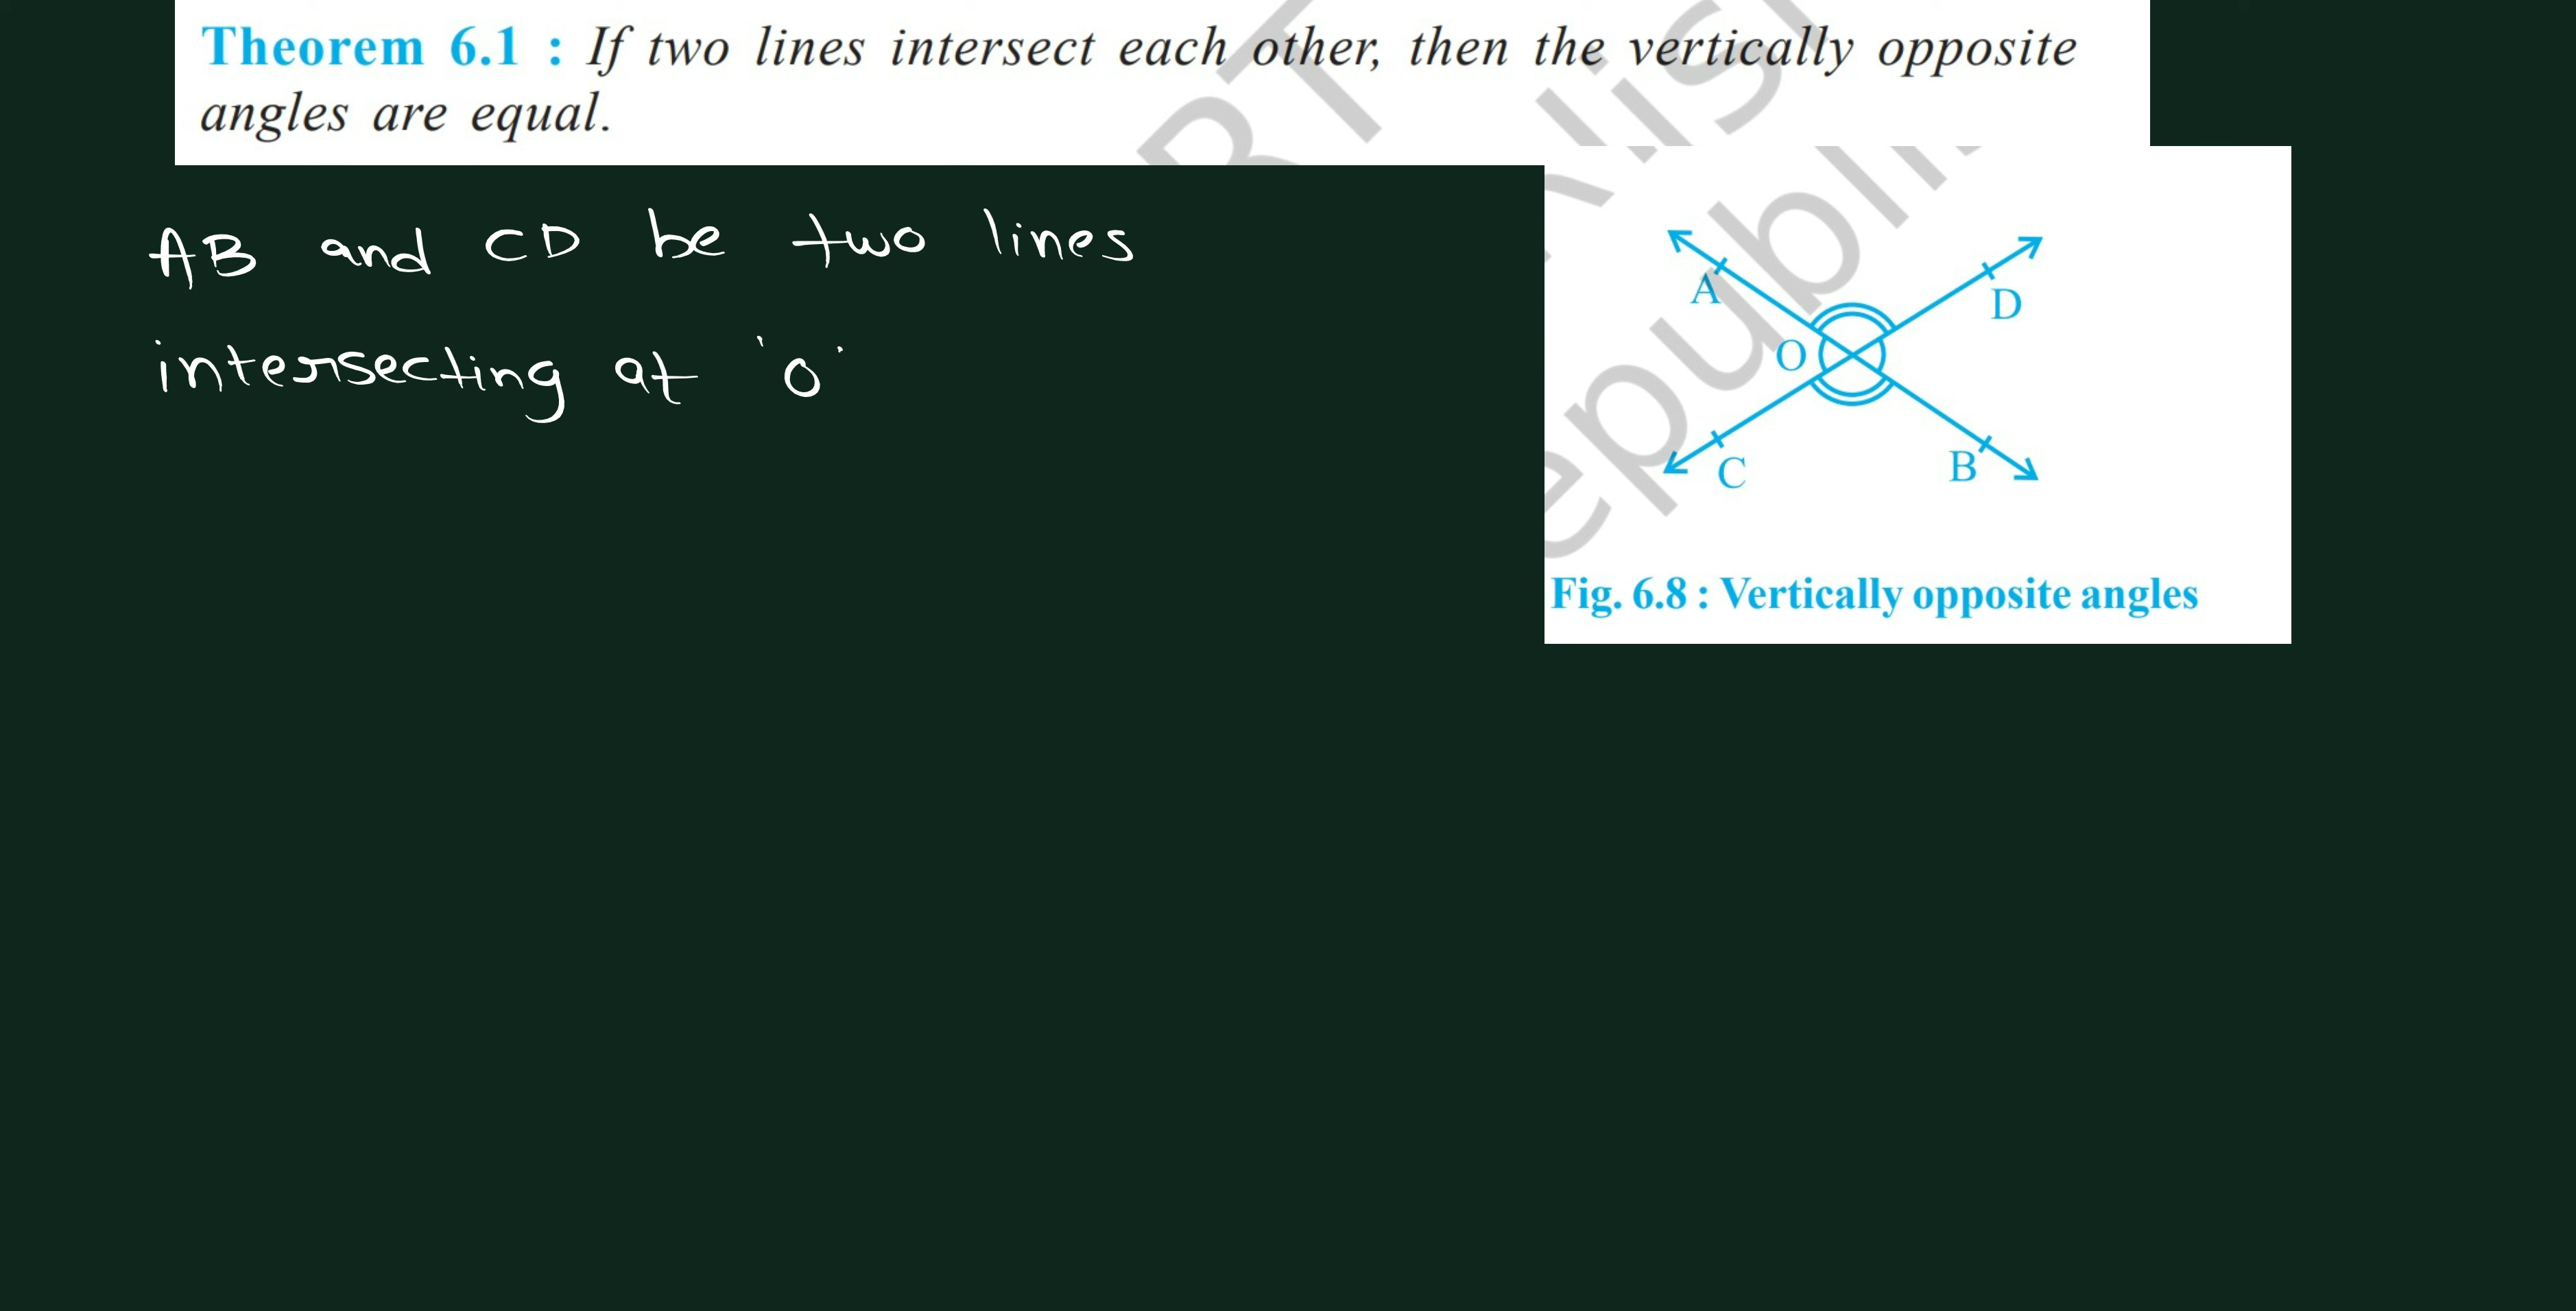 Theorem 6.1 : If two lines intersect each other, then the vertically opposite
angles are equal.
AB and CD be two lines
intersecting at 'O'
A
D
O
C
B
Fig. 6.8 : Vertically opposite angles